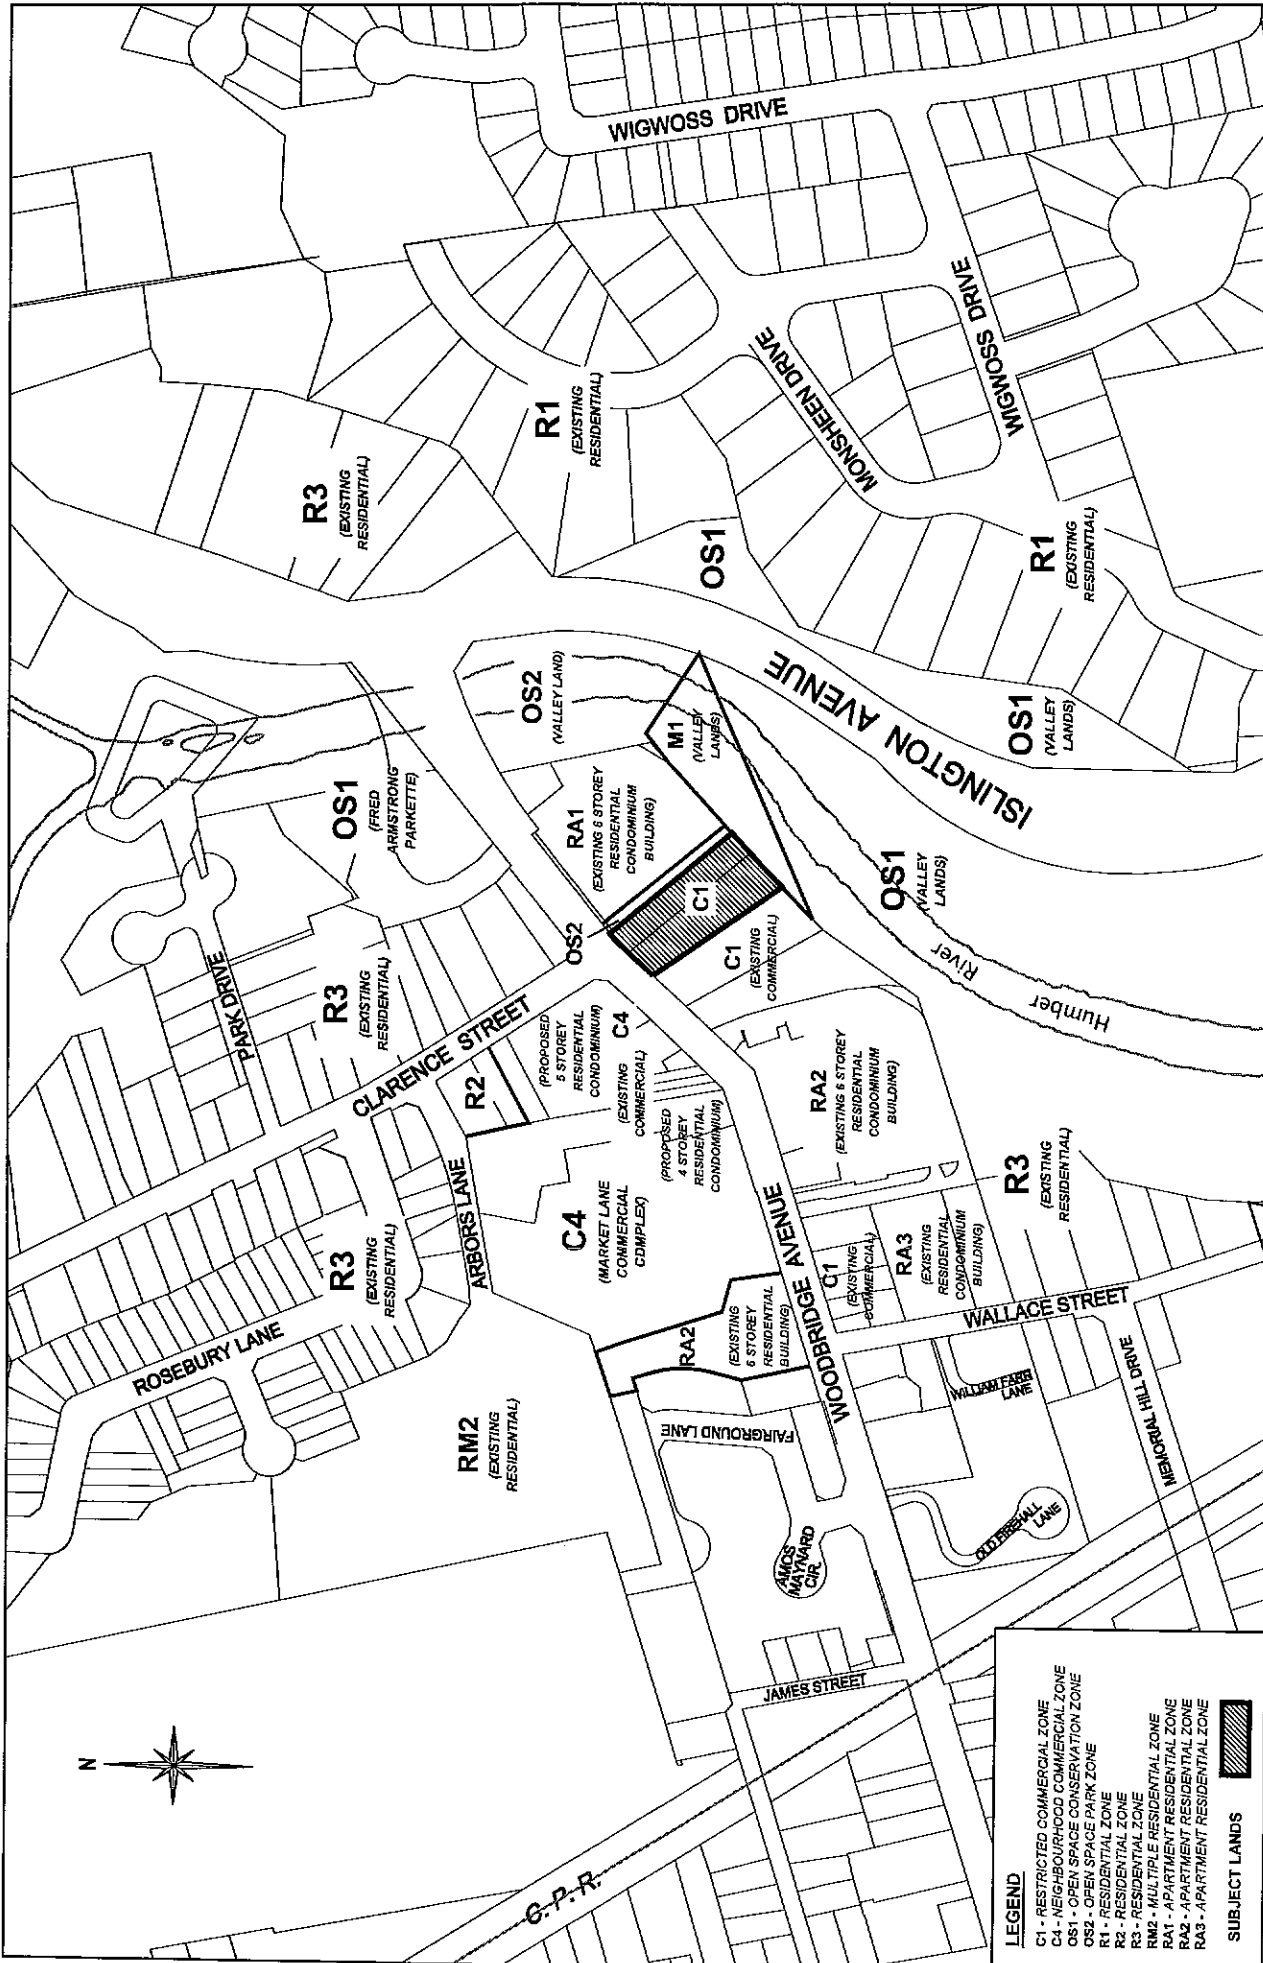 N
C.P.R.
JAMES STREET
AMOS
MAYNARD
CIR.
OLD FIREHALL
LANE
MEMORIAL HILL DRIVE
WILLIAM FARR
LANE
WALLACE STREET
FAIRGROUND LANE
WOODBRIDGE AVENUE
ROSEBURY LANE
ARBORS LANE
CLARENCE STREET
PARK DRIVE
ISLINGTON AVENUE
MONSHEEN DRIVE
WIGWOSS DRIVE
WIGWOSS DRIVE
Humber
River
RM2
(EXISTING
RESIDENTIAL)
R3
(EXISTING
RESIDENTIAL)
R3
(EXISTING
RESIDENTIAL)
R2
C4
(MARKET LANE
COMMERCIAL
COMPLEX)
RA2
(EXISTING
6 STOREY
RESIDENTIAL
BUILDING)
(PROPOSED
5 STOREY
RESIDENTIAL
CONDOMINIUM)
C4
(EXISTING
COMMERCIAL)
(PROPOSED
4 STOREY
RESIDENTIAL
CONDOMINIUM)
C1
(EXISTING
COMMERCIAL)
RA3
(EXISTING
RESIDENTIAL
CONDOMINIUM
BUILDING)
RA2
(EXISTING 6 STOREY
RESIDENTIAL
CONDOMINIUM
BUILDING)
R3
(EXISTING
RESIDENTIAL)
C1
(EXISTING
COMMERCIAL)
C1
OS2
RA1
(EXISTING 6 STOREY
RESIDENTIAL
CONDOMINIUM
BUILDING)
OS1
(FRED
ARMSTRONG
PARKETTE)
OS2
(VALLEY LAND)
M1
(VALLEY
LANDS)
OS1
(VALLEY
LANDS)
OS1
(VALLEY
LANDS)
OS1
R3
(EXISTING
RESIDENTIAL)
R1
(EXISTING
RESIDENTIAL)
R1
(EXISTING
RESIDENTIAL)
LEGEND
C1 - RESTRICTED COMMERCIAL ZONE
C4 - NEIGHBOURHOOD COMMERCIAL ZONE
OS1 - OPEN SPACE CONSERVATION ZONE
OS2 - OPEN SPACE PARK ZONE
R1 - RESIDENTIAL ZONE
R2 - RESIDENTIAL ZONE
R3 - RESIDENTIAL ZONE
RM2 - MULTIPLE RESIDENTIAL ZONE
RA1 - APARTMENT RESIDENTIAL ZONE
RA2 - APARTMENT RESIDENTIAL ZONE
RA3 - APARTMENT RESIDENTIAL ZONE
SUBJECT LANDS